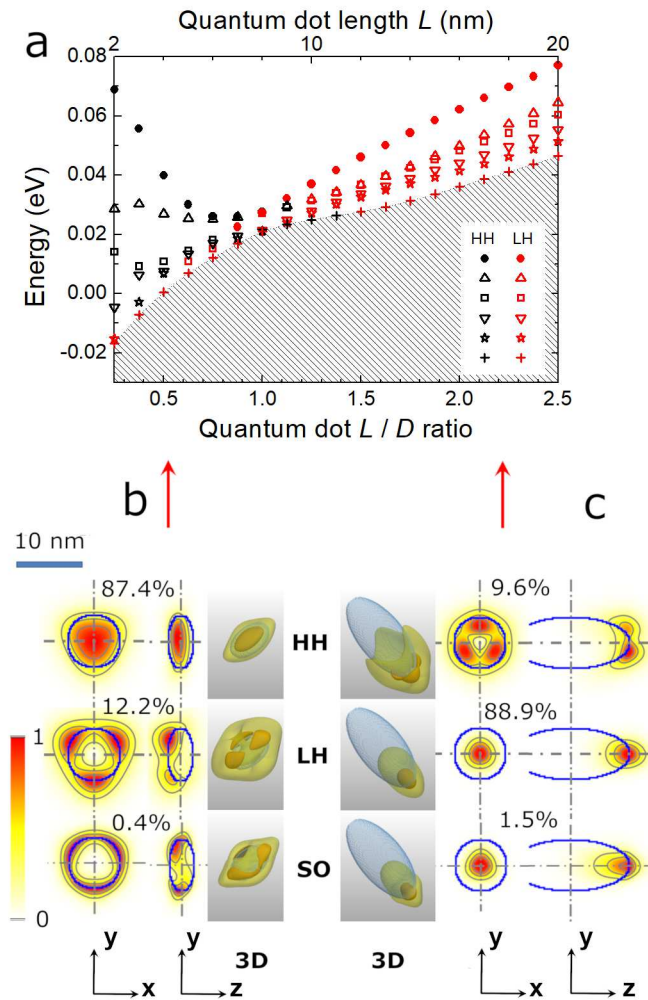 Quantum dot length L (nm)
a
2 10 20
0.08
0.06
0.04
0.02
0.00
-0.02
Energy (eV)
HH LH
0.5 1.0 1.5 2.0 2.5
Quantum dot L / D ratio
b c
10 nm
87.4% 9.6%
HH
12.2% 88.9%
LH
1
0.4% 1.5%
SO
0
y y y y
3D 3D
x z x z